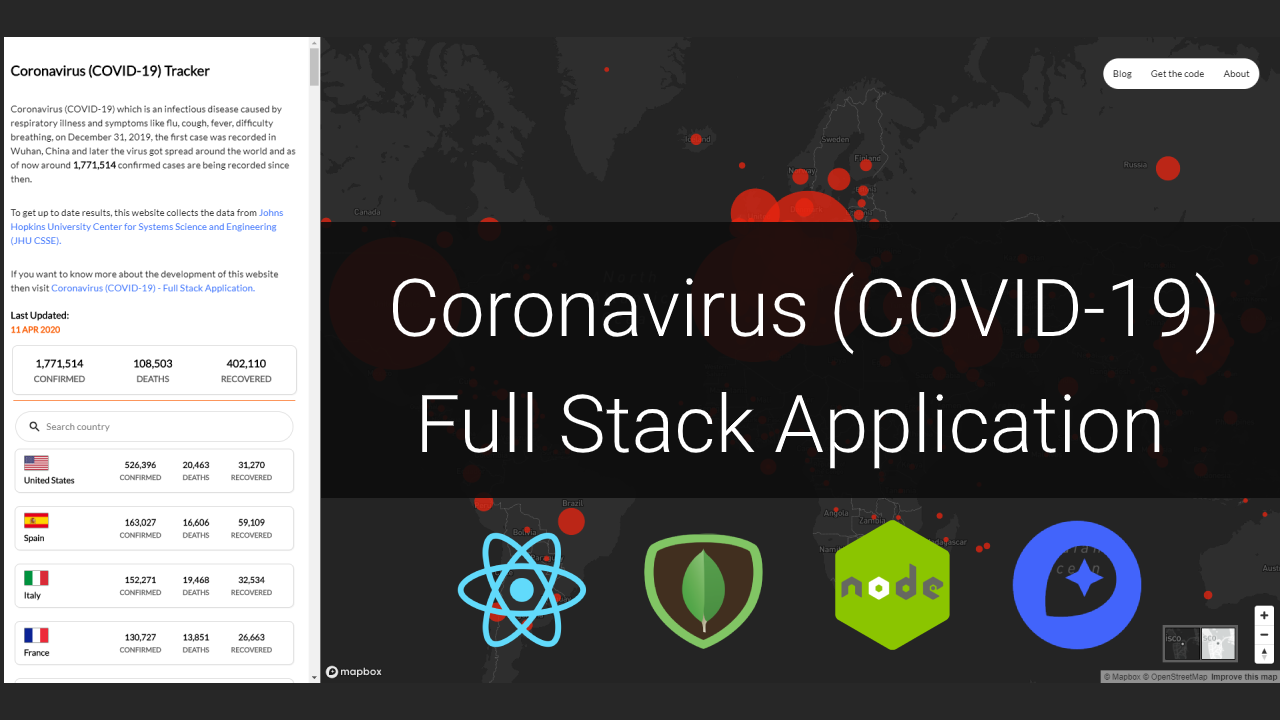 Coronavirus (COVID-19) Tracker
Coronavirus (COVID-19) which is an infectious disease caused by
respiratory illness and symptoms like flu, cough, fever, difficulty
breathing, on December 31, 2019, the first case was recorded in
Wuhan, China and later the virus got spread around the world and as
of now around 1,771,514 confirmed cases are being recorded since
then.
To get up to date results, this website collects the data from Johns
Hopkins University Center for Systems Science and Engineering
(JHU CSSE).
If you want to know more about the development of this website
then visit Coronavirus (COVID-19) - Full Stack Application.
Last Updated:
11 APR 2020
1,771,514 108,503 402,110
CONFIRMED DEATHS RECOVERED
Search country
526,396 20,463 31,270
United States CONFIRMED DEATHS RECOVERED
163,027 16,606 59,109
Spain CONFIRMED DEATHS RECOVERED
152,271 19,468 32,534
Italy CONFIRMED DEATHS RECOVERED
130,727 13,851 26,663
France CONFIRMED DEATHS RECOVERED
Blog Get the code About
Iceland
Sweden
Finland
Norway
Russia
Canada
Coronavirus (COVID-19)
Full Stack Application
Brazil
Angola
Zambia
Bolivia
node
mapbox
© Mapbox © OpenStreetMap Improve this map